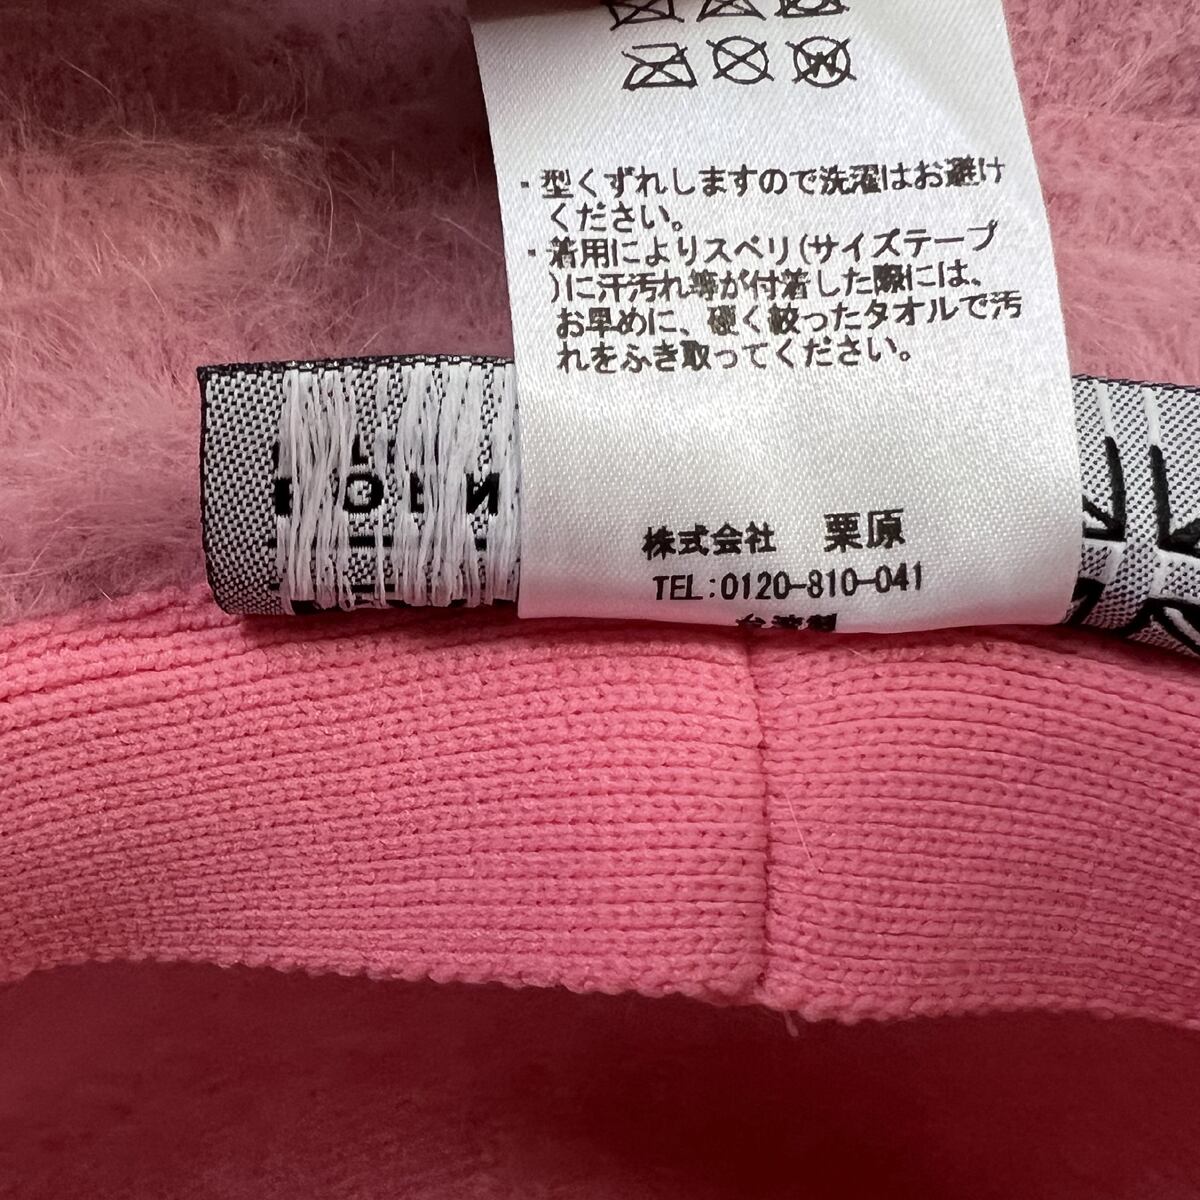 ・型くずれしますので洗濯はお避け
ください。
・着用によりスベリ(サイズテープ
)に汗汚れ等が付着した際には、
お早めに、硬く絞ったタオルで汚
れをふき取ってください。
株式会社 栗原
TEL:0120-810-041
台湾製